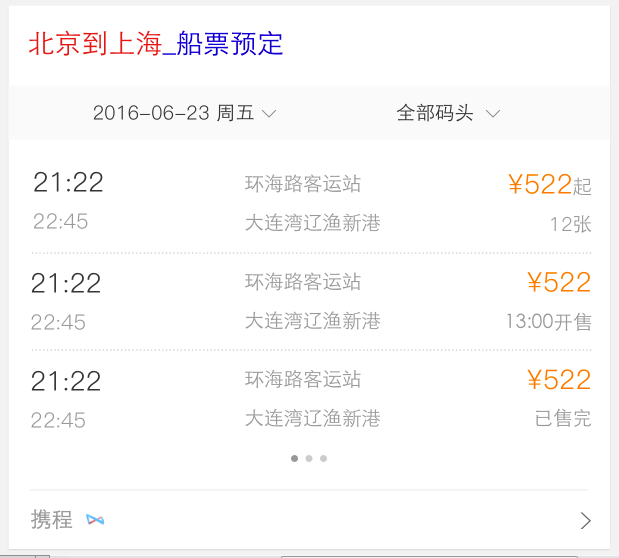 北京到上海_船票预定
2016-06-23 周五 全部码头
21:22 环海路客运站 ¥522起
22:45 大连湾辽渔新港 12张
21:22 环海路客运站 ¥522
22:45 大连湾辽渔新港 13:00开售
21:22 环海路客运站 ¥522
22:45 大连湾辽渔新港 已售完
携程